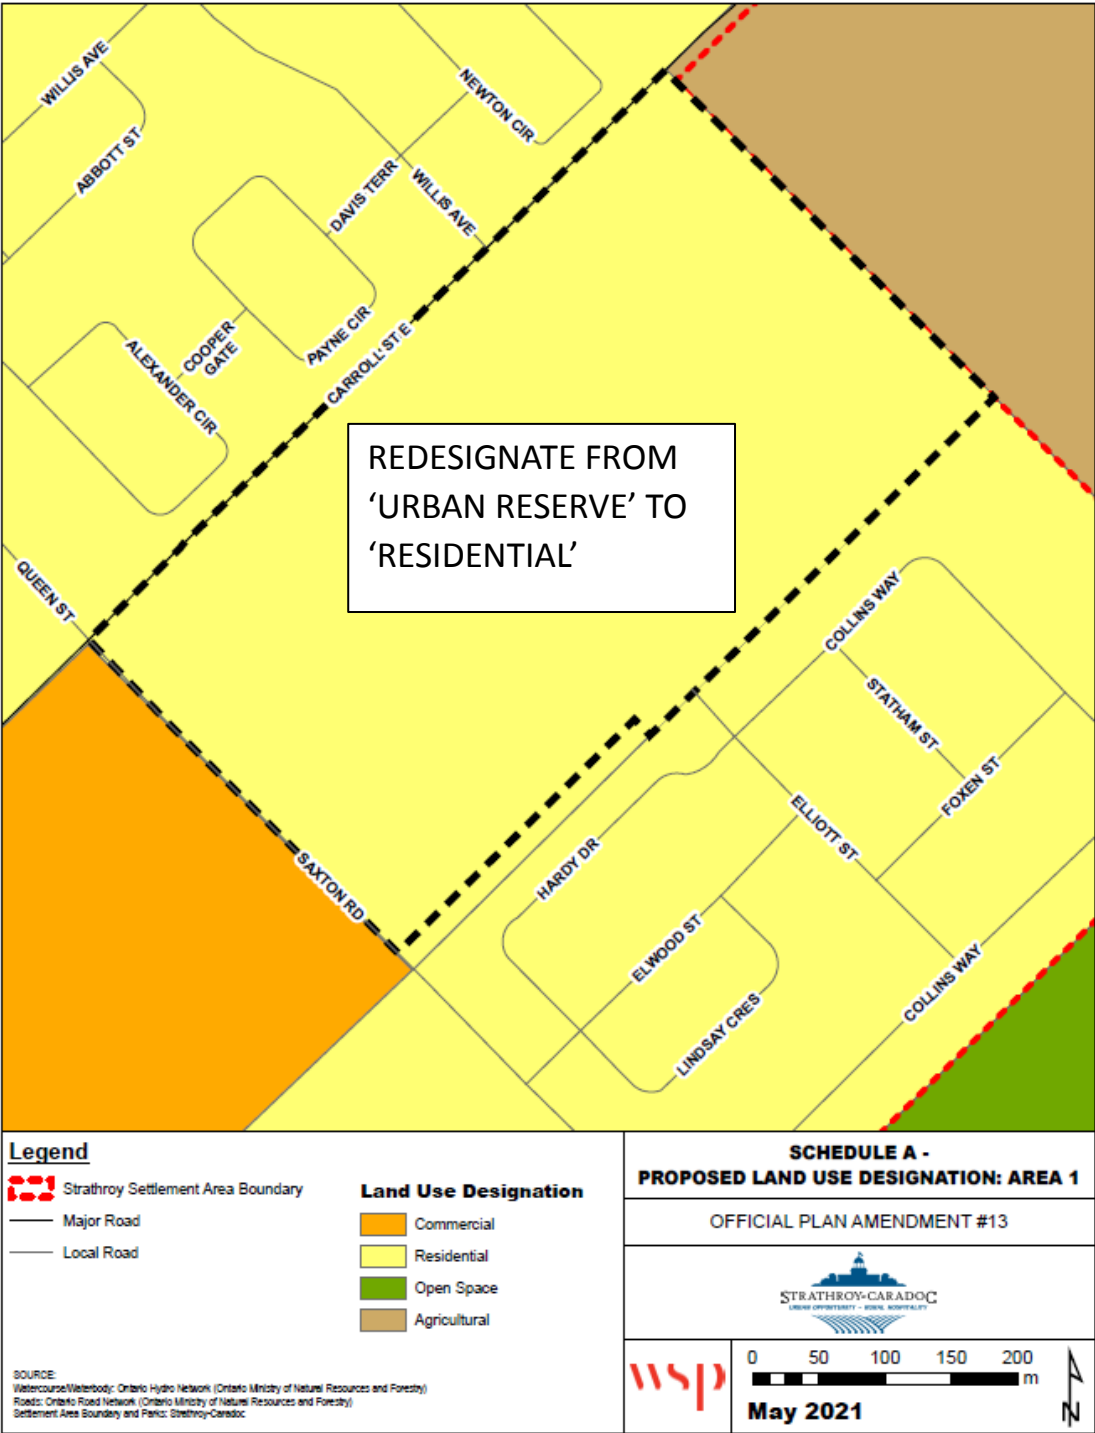 WILLIS AVE
NEWTON CIR
ABBOTT ST
DAVIS TERR
WILLIS AVE
COOPER
GATE
PAYNE CIR
CARROLL ST E
ALEXANDER CIR
REDESIGNATE FROM
‘URBAN RESERVE’ TO
‘RESIDENTIAL’
QUEEN ST
COLLINS WAY
STATHAM ST
FOXEN ST
ELLIOTT ST
HARDY DR
SAXTON RD
ELWOOD ST
COLLINS WAY
LINDSAY CRES
Legend
Strathroy Settlement Area Boundary
Major Road
Local Road
Land Use Designation
Commercial
Residential
Open Space
Agricultural
SOURCE:
Watercourse/Waterbody: Ontario Hydro Network (Ontario Ministry of Natural Resources and Forestry)
Roads: Ontario Road Network (Ontario Ministry of Natural Resources and Forestry)
Settlement Area Boundary and Parks: Strathroy-Caradoc
SCHEDULE A -
PROPOSED LAND USE DESIGNATION: AREA 1
OFFICIAL PLAN AMENDMENT #13
STRATHROY-CARADOC
URBAN OPPORTUNITY - RURAL HOSPITALITY
wsp
0 50 100 150 200
m
May 2021
N